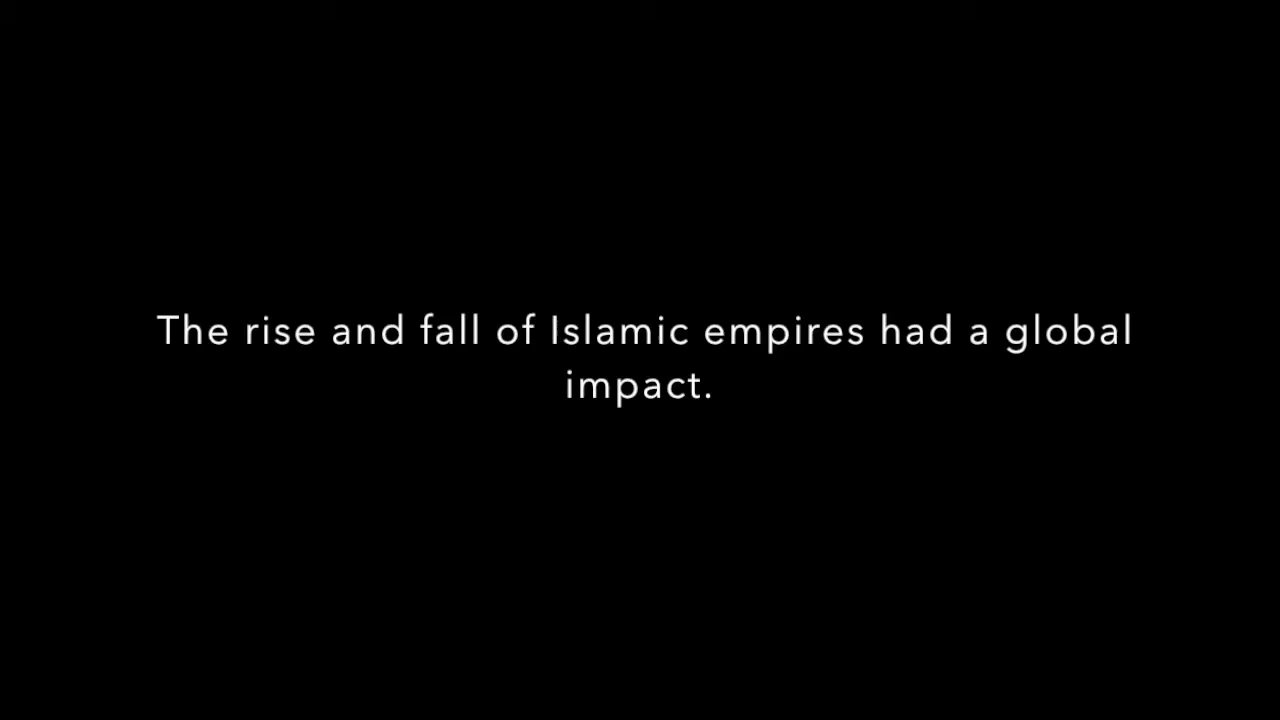 The rise and fall of Islamic empires had a global
impact.